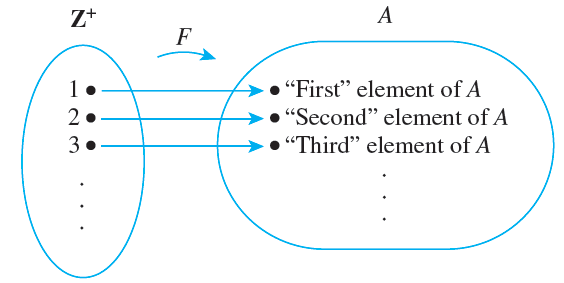 Z⁺
F
A
1 • • “First” element of A
2 • • “Second” element of A
3 • • “Third” element of A